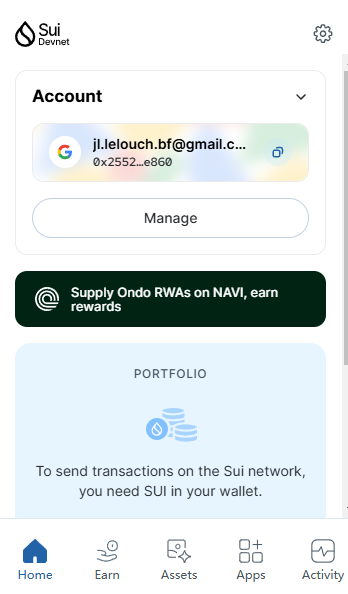 Sui
Devnet
Account
jl.lelouch.bf@gmail.c...
0x2552…e860
Manage
Supply Ondo RWAs on NAVI, earn
rewards
PORTFOLIO
To send transactions on the Sui network,
you need SUI in your wallet.
Home
Earn
Assets
Apps
Activity